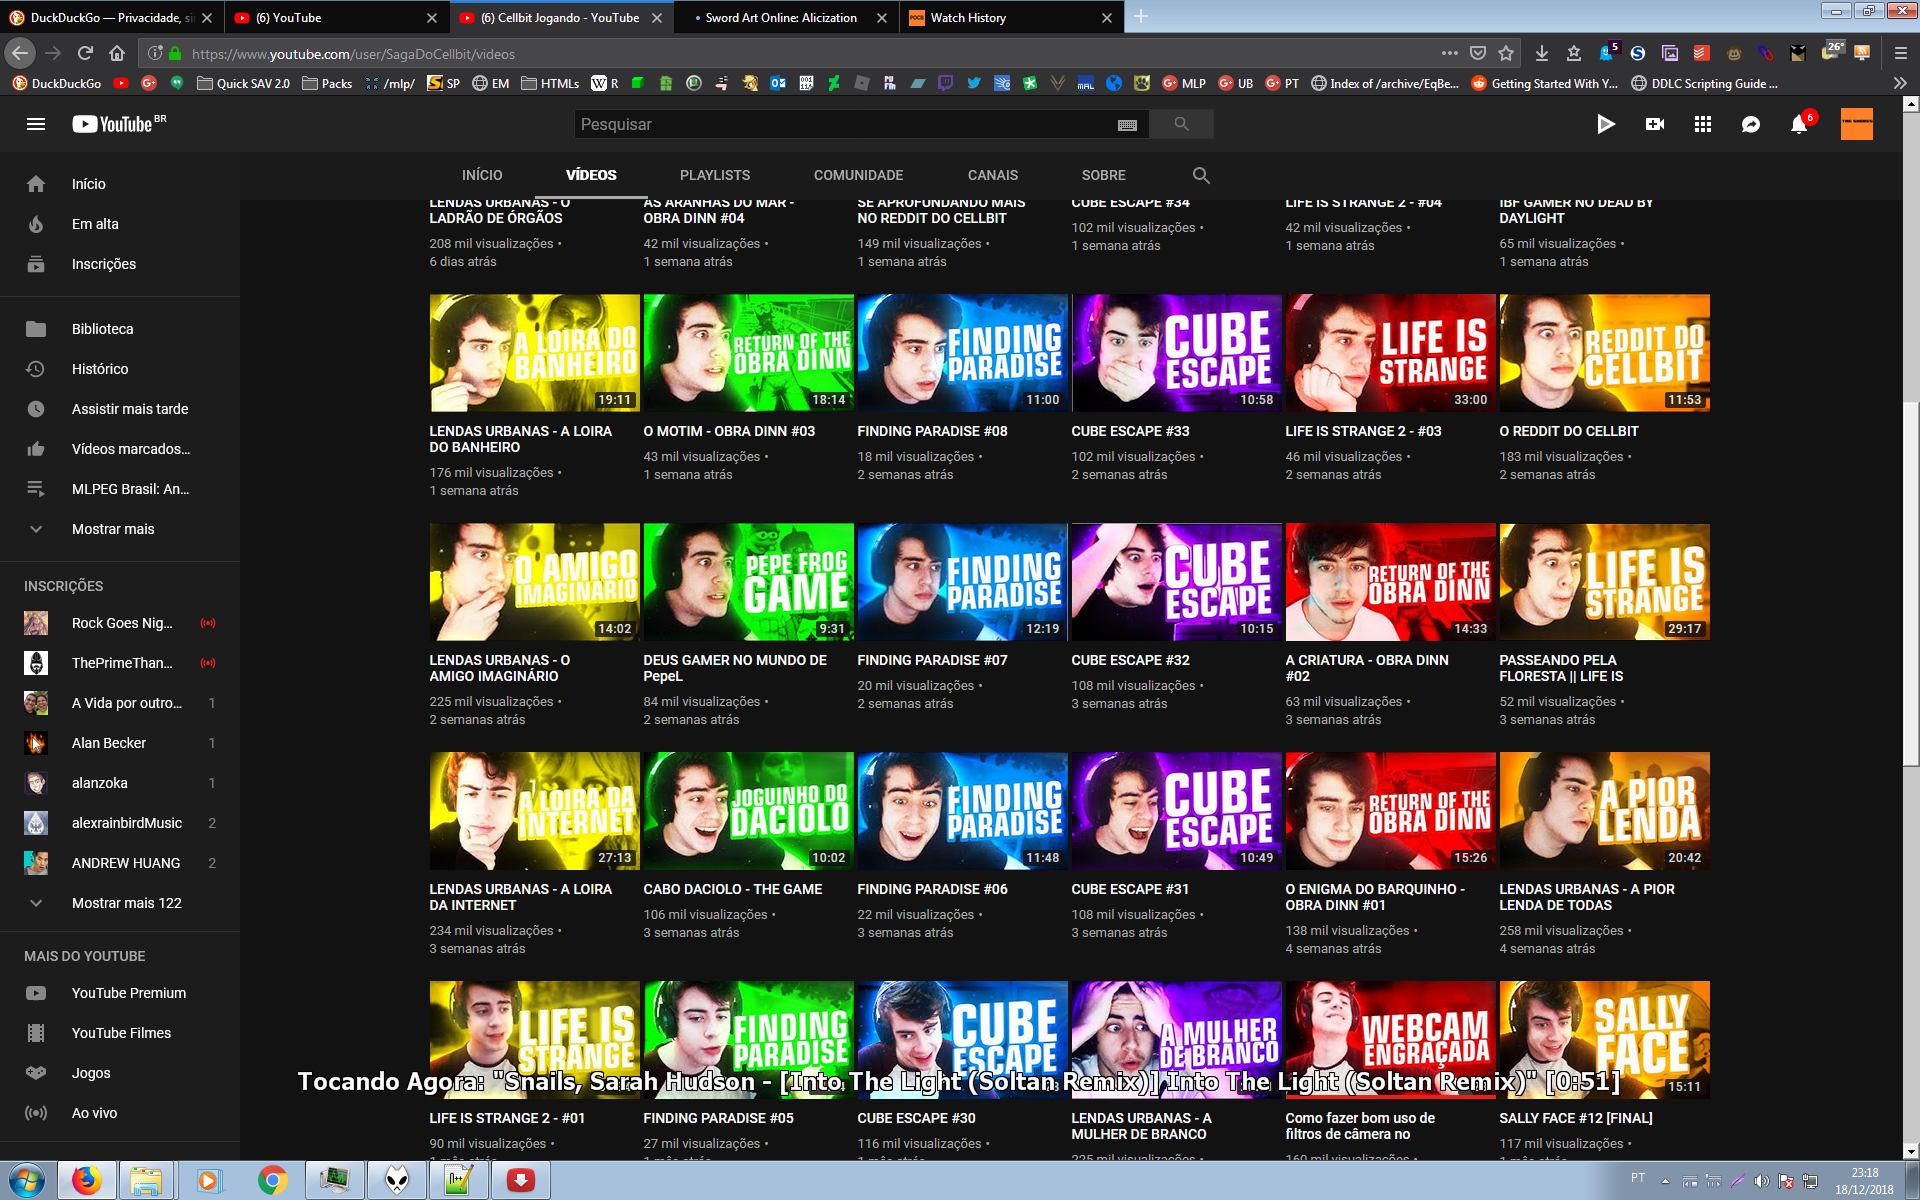 DuckDuckGo — Privacidade, si
(6) YouTube
(6) Cellbit Jogando - YouTube
Sword Art Online: Alicization
Watch History
https://www.youtube.com/user/SagaDoCellbit/videos
5
26°
DuckDuckGo
Quick SAV 2.0
Packs
/mlp/
SP
EM
HTMLs
R
MLP
UB
PT
Index of /archive/EqBe...
Getting Started With Y...
DDLC Scripting Guide ...
YouTube BR
Pesquisar
6
INÍCIO
VÍDEOS
PLAYLISTS
COMUNIDADE
CANAIS
SOBRE
Início
Em alta
Inscrições
Biblioteca
Histórico
Assistir mais tarde
Vídeos marcados...
MLPEG Brasil: An...
Mostrar mais
INSCRIÇÕES
Rock Goes Nig...
ThePrimeThan...
A Vida por outro... 1
Alan Becker 1
alanzoka 1
alexrainbirdMusic 2
ANDREW HUANG 2
Mostrar mais 122
MAIS DO YOUTUBE
YouTube Premium
YouTube Filmes
Jogos
Ao vivo
LENDAS URBANAS - O
LADRÃO DE ÓRGÃOS
208 mil visualizações •
6 dias atrás
AS ARANHAS DO MAR -
OBRA DINN #04
42 mil visualizações •
1 semana atrás
SE APROFUNDANDO MAIS
NO REDDIT DO CELLBIT
149 mil visualizações •
1 semana atrás
CUBE ESCAPE #34
102 mil visualizações •
1 semana atrás
LIFE IS STRANGE 2 - #04
42 mil visualizações •
1 semana atrás
IBF GAMER NO DEAD BY
DAYLIGHT
65 mil visualizações •
1 semana atrás
A LOIRA DO
BANHEIRO
19:11
LENDAS URBANAS - A LOIRA
DO BANHEIRO
176 mil visualizações •
1 semana atrás
RETURN OF THE
OBRA DINN
18:14
O MOTIM - OBRA DINN #03
43 mil visualizações •
1 semana atrás
FINDING
PARADISE
11:00
FINDING PARADISE #08
18 mil visualizações •
2 semanas atrás
CUBE
ESCAPE
10:58
CUBE ESCAPE #33
102 mil visualizações •
2 semanas atrás
LIFE IS
STRANGE
33:00
LIFE IS STRANGE 2 - #03
46 mil visualizações •
2 semanas atrás
REDDIT DO
CELLBIT
11:53
O REDDIT DO CELLBIT
183 mil visualizações •
2 semanas atrás
O AMIGO
IMAGINÁRIO
14:02
LENDAS URBANAS - O
AMIGO IMAGINÁRIO
225 mil visualizações •
2 semanas atrás
PEPE FROG
GAME
9:31
DEUS GAMER NO MUNDO DE
PepeL
84 mil visualizações •
2 semanas atrás
FINDING
PARADISE
12:19
FINDING PARADISE #07
20 mil visualizações •
2 semanas atrás
CUBE
ESCAPE
10:15
CUBE ESCAPE #32
108 mil visualizações •
3 semanas atrás
RETURN OF THE
OBRA DINN
14:33
A CRIATURA - OBRA DINN
#02
63 mil visualizações •
3 semanas atrás
LIFE IS
STRANGE
29:17
PASSEANDO PELA
FLORESTA || LIFE IS
52 mil visualizações •
3 semanas atrás
A LOIRA DA
INTERNET
27:13
LENDAS URBANAS - A LOIRA
DA INTERNET
234 mil visualizações •
3 semanas atrás
JOGUINHO DO
DACIOLO
10:02
CABO DACIOLO - THE GAME
106 mil visualizações •
3 semanas atrás
FINDING
PARADISE
11:48
FINDING PARADISE #06
22 mil visualizações •
3 semanas atrás
CUBE
ESCAPE
10:49
CUBE ESCAPE #31
108 mil visualizações •
3 semanas atrás
RETURN OF THE
OBRA DINN
15:26
O ENIGMA DO BARQUINHO -
OBRA DINN #01
138 mil visualizações •
4 semanas atrás
A PIOR
LENDA
20:42
LENDAS URBANAS - A PIOR
LENDA DE TODAS
258 mil visualizações •
4 semanas atrás
LIFE IS
STRANGE
LIFE IS STRANGE 2 - #01
90 mil visualizações •
FINDING
PARADISE
FINDING PARADISE #05
27 mil visualizações •
CUBE
ESCAPE
CUBE ESCAPE #30
116 mil visualizações •
A MULHER
DE BRANCO
LENDAS URBANAS - A
MULHER DE BRANCO
225 mil visualizações •
WEBCAM
ENGRAÇADA
Como fazer bom uso de
filtros de câmera no
160 mil visualizações •
SALLY
FACE
15:11
SALLY FACE #12 [FINAL]
117 mil visualizações •
Tocando Agora: "Snails, Sarah Hudson - [Into The Light (Soltan Remix)] Into The Light (Soltan Remix)" [0:51]
PT
23:18
18/12/2018